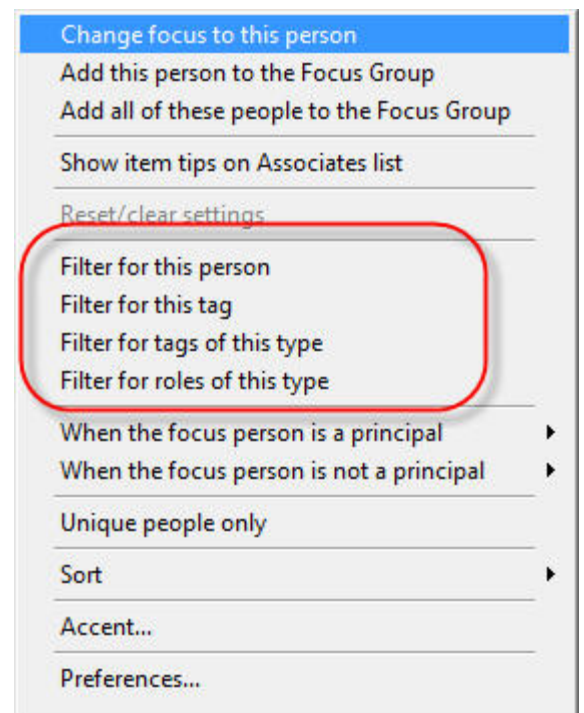 Change focus to this person
Add this person to the Focus Group
Add all of these people to the Focus Group
Show item tips on Associates list
Reset/clear settings
Filter for this person
Filter for this tag
Filter for tags of this type
Filter for roles of this type
When the focus person is a principal
When the focus person is not a principal
Unique people only
Sort
Accent...
Preferences...